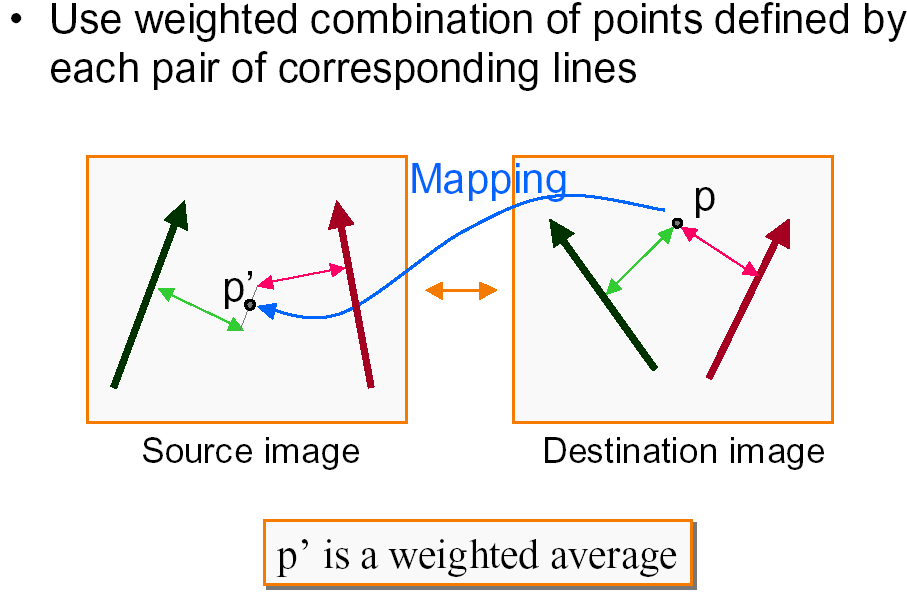 • Use weighted combination of points defined by
each pair of corresponding lines
Mapping
p
p’
Source image
Destination image
p’ is a weighted average